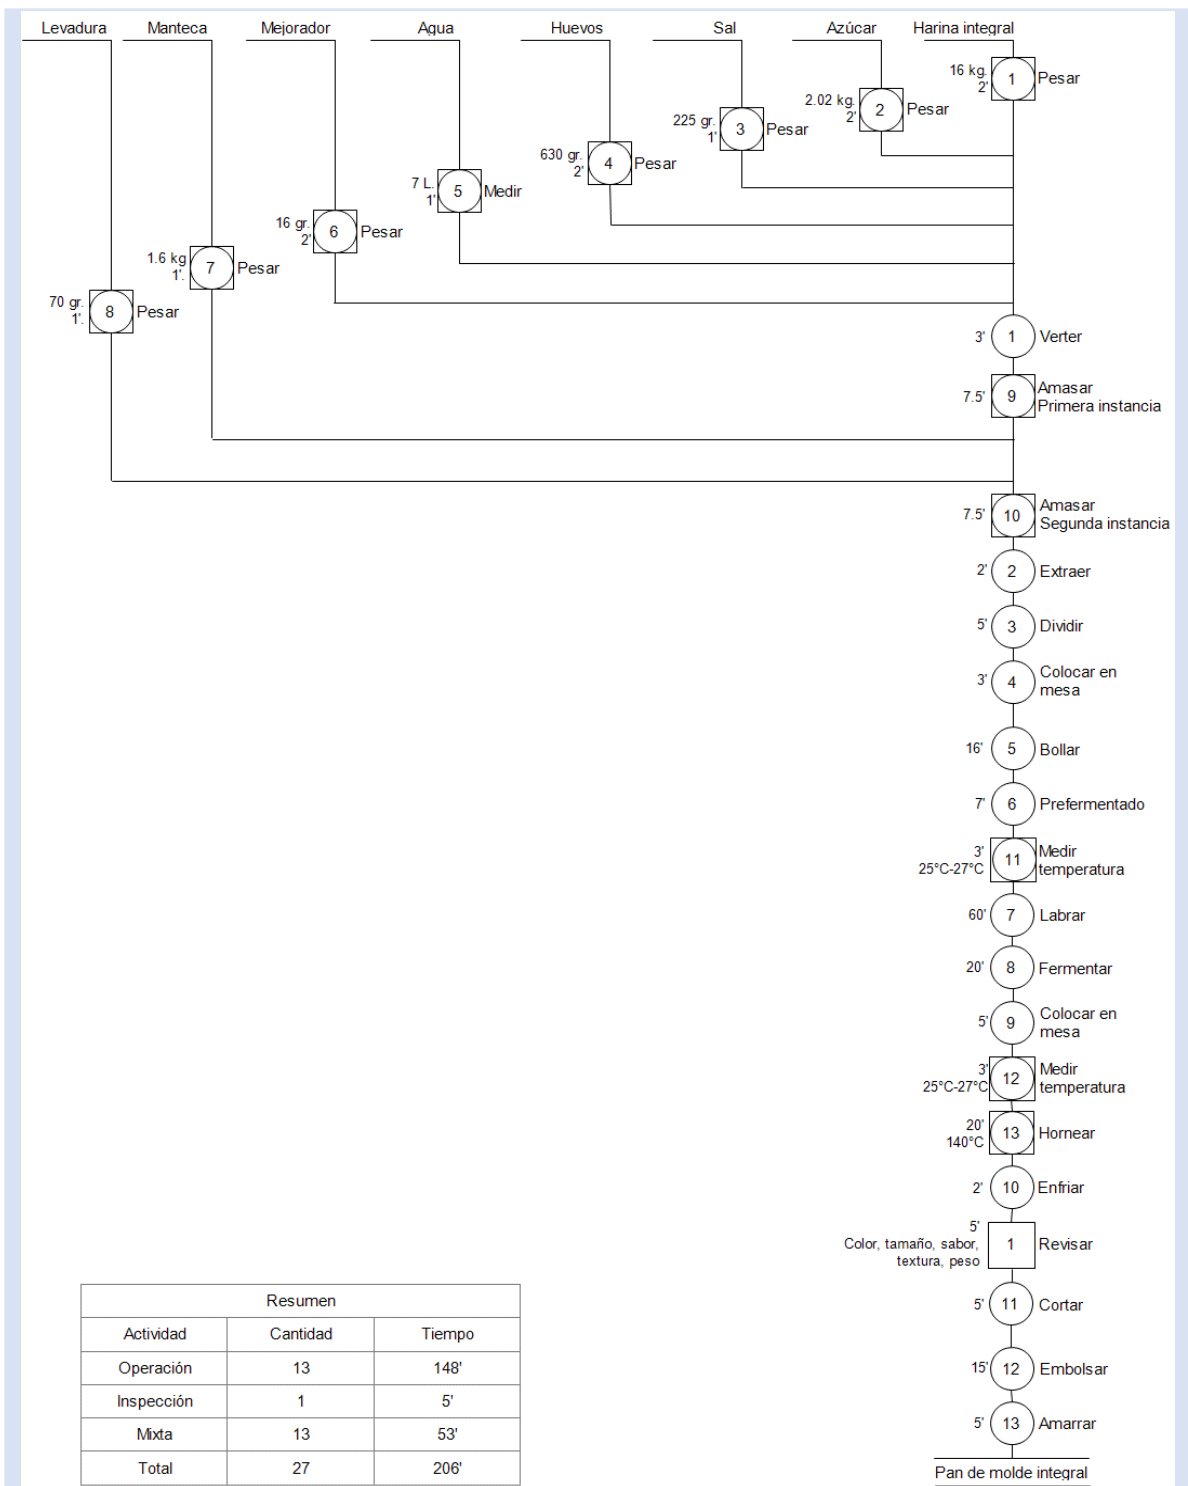 Levadura
Manteca
Mejorador
Agua
Huevos
Sal
Azúcar
Harina integral
16 kg.
2'
1
Pesar
2.02 kg.
2'
2
Pesar
225 gr.
1'
3
Pesar
630 gr.
2'
4
Pesar
7 L.
1'
5
Medir
16 gr.
2'
6
Pesar
1.6 kg
1'.
7
Pesar
70 gr.
1'.
8
Pesar
3'
1
Verter
7.5'
9
Amasar
Primera instancia
7.5'
10
Amasar
Segunda instancia
2'
2
Extraer
5'
3
Dividir
3'
4
Colocar en
mesa
16'
5
Bollar
7'
6
Prefermentado
3'
25°C-27°C
11
Medir
temperatura
60'
7
Labrar
20'
8
Fermentar
5'
9
Colocar en
mesa
3'
25°C-27°C
12
Medir
temperatura
20'
140°C
13
Hornear
2'
10
Enfriar
5'
Color, tamaño, sabor,
textura, peso
1
Revisar
5'
11
Cortar
15'
12
Embolsar
5'
13
Amarrar
Pan de molde integral
Resumen
Actividad Cantidad Tiempo
Operación 13 148'
Inspección 1 5'
Mixta 13 53'
Total 27 206'